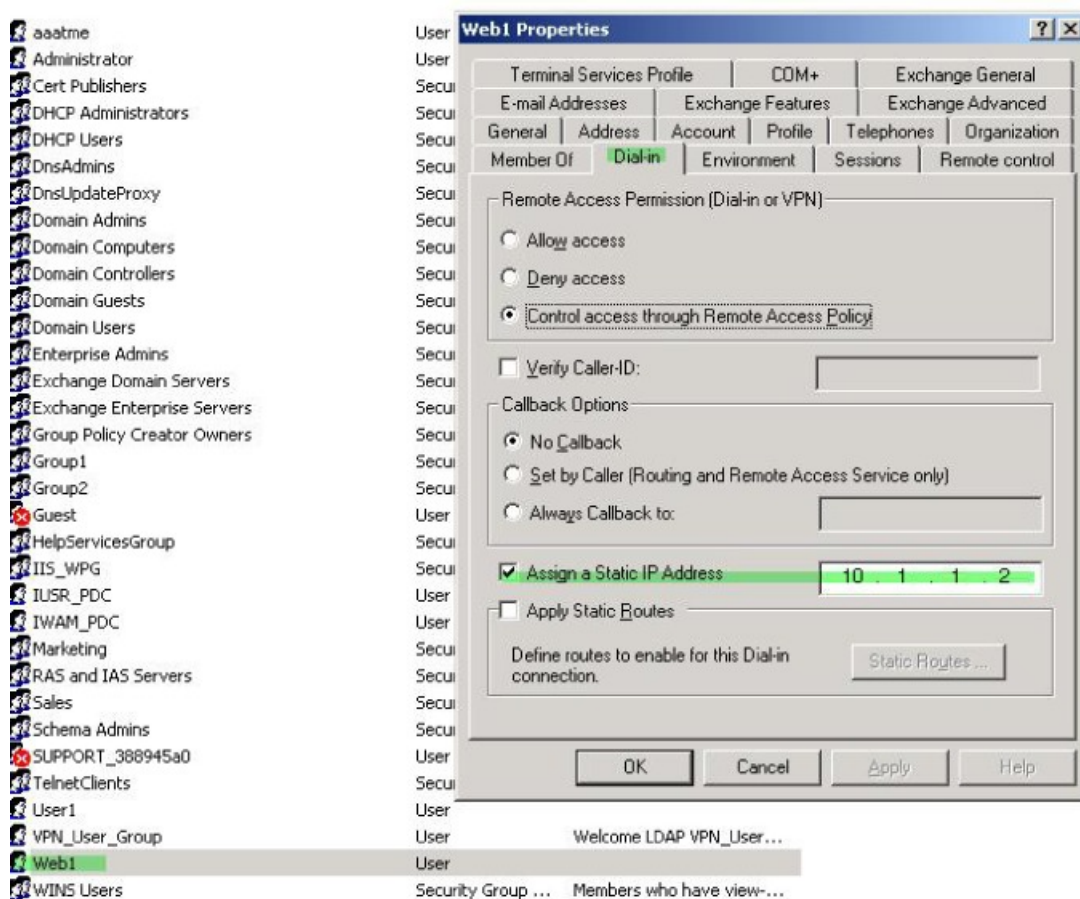 aaatme User
Administrator User
Cert Publishers Secu
DHCP Administrators Secu
DHCP Users Secu
DnsAdmins Secu
DnsUpdateProxy Secu
Domain Admins Secu
Domain Computers Secu
Domain Controllers Secu
Domain Guests Secu
Domain Users Secu
Enterprise Admins Secu
Exchange Domain Servers Secu
Exchange Enterprise Servers Secu
Group Policy Creator Owners Secu
Group1 Secu
Group2 Secu
Guest User
HelpServicesGroup Secu
IIS_WPG Secu
IUSR_PDC User
IWAM_PDC User
Marketing Secu
RAS and IAS Servers Secu
Sales Secu
Schema Admins Secu
SUPPORT_388945a0 User
TelnetClients Secu
User1 User
VPN_User_Group User Welcome LDAP VPN_User...
Web1 User
WINS Users Security Group ... Members who have view-...
Web1 Properties
Terminal Services Profile COM+ Exchange General
E-mail Addresses Exchange Features Exchange Advanced
General Address Account Profile Telephones Organization
Member Of Dial-in Environment Sessions Remote control
Remote Access Permission (Dial-in or VPN)
Allow access
Deny access
Control access through Remote Access Policy
Verify Caller-ID:
Callback Options
No Callback
Set by Caller (Routing and Remote Access Service only)
Always Callback to:
Assign a Static IP Address 10 . 1 . 1 . 2
Apply Static Routes
Define routes to enable for this Dial-in
connection.
Static Routes ...
OK Cancel Apply Help